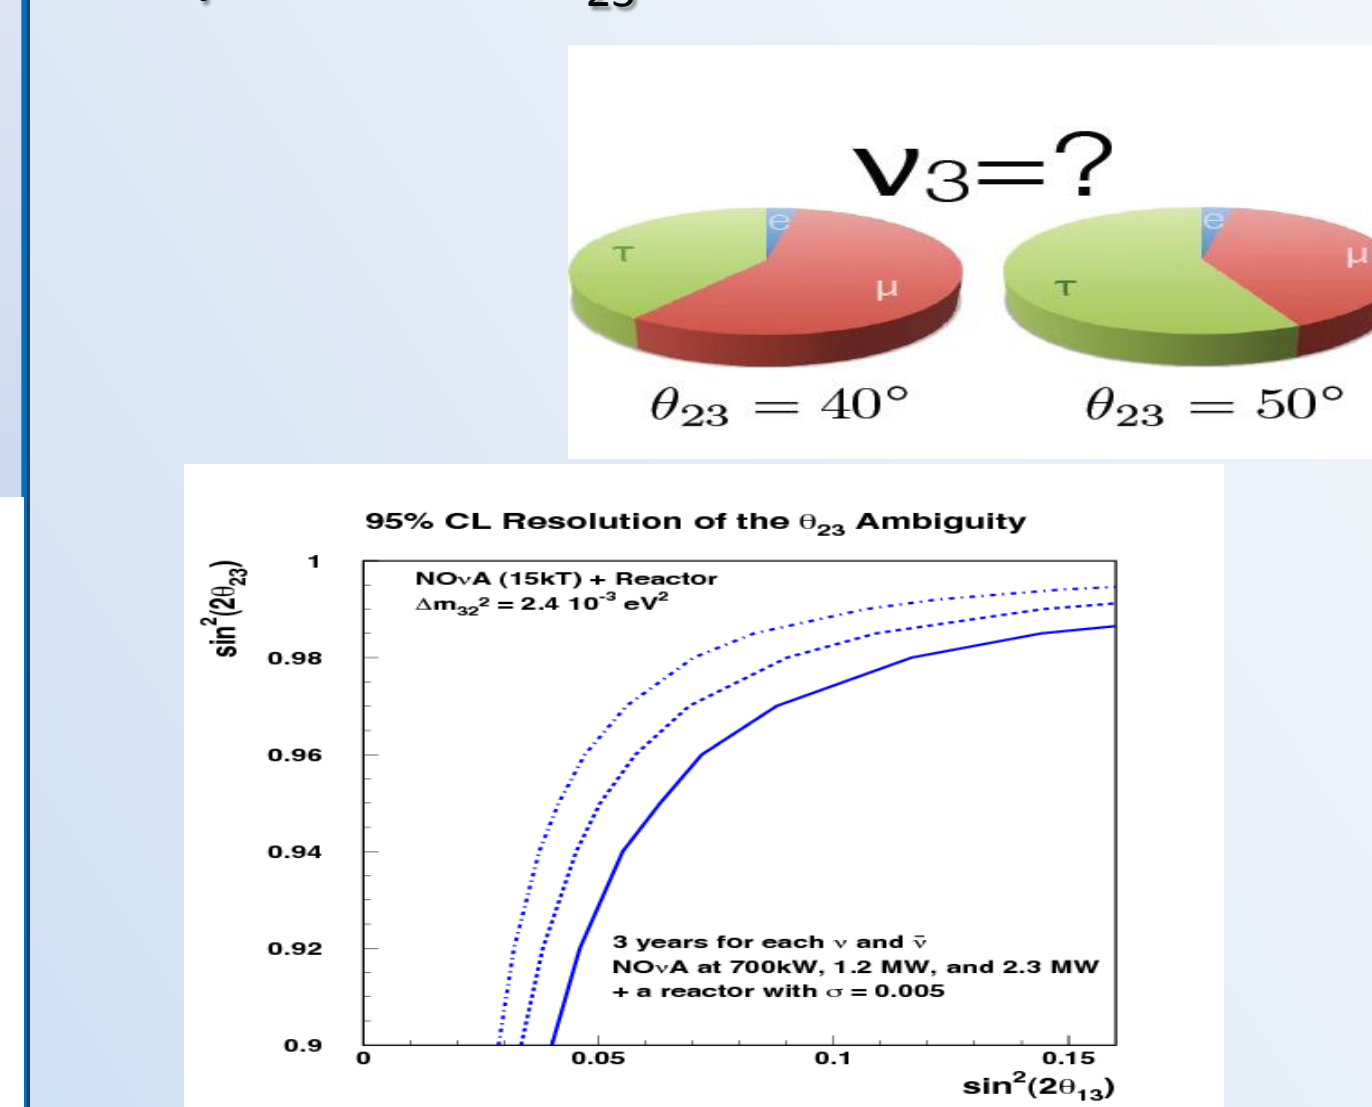 23
ν3=?
e
τ
μ
e
τ
μ
θ23 = 40°
θ23 = 50°
95% CL Resolution of the θ23 Ambiguity
sin²(2θ23)
NOνA (15kT) + Reactor
Δm32² = 2.4 10⁻³ eV²
1
0.98
0.96
0.94
0.92
0.9
3 years for each ν and ν̄
NOνA at 700kW, 1.2 MW, and 2.3 MW
+ a reactor with σ = 0.005
0
0.05
0.1
0.15
sin²(2θ13)